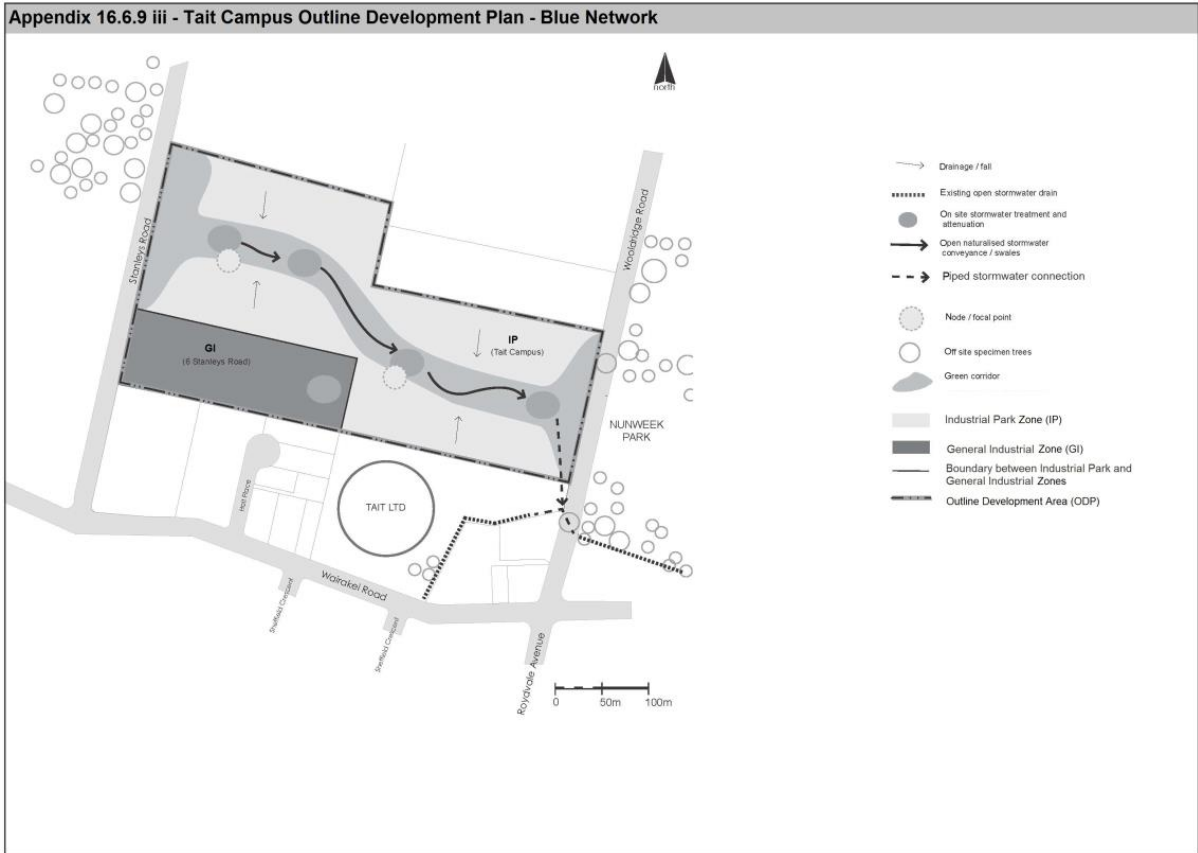 Appendix 16.6.9 iii - Tait Campus Outline Development Plan - Blue Network
north
Stanleys Road
Wooldridge Road
GI
(6 Stanleys Road)
IP
(Tait Campus)
NUNWEEK
PARK
TAIT LTD
Wairakei Road
Sheffield Crescent
Sheffield Crescent
Roydvale Avenue
0 50m 100m
Drainage / fall
Existing open stormwater drain
On site stormwater treatment and
attenuation
Open naturalised stormwater
conveyance / swales
Piped stormwater connection
Node / focal point
Off site specimen trees
Green corridor
Industrial Park Zone (IP)
General Industrial Zone (GI)
Boundary between Industrial Park and
General Industrial Zones
Outline Development Area (ODP)